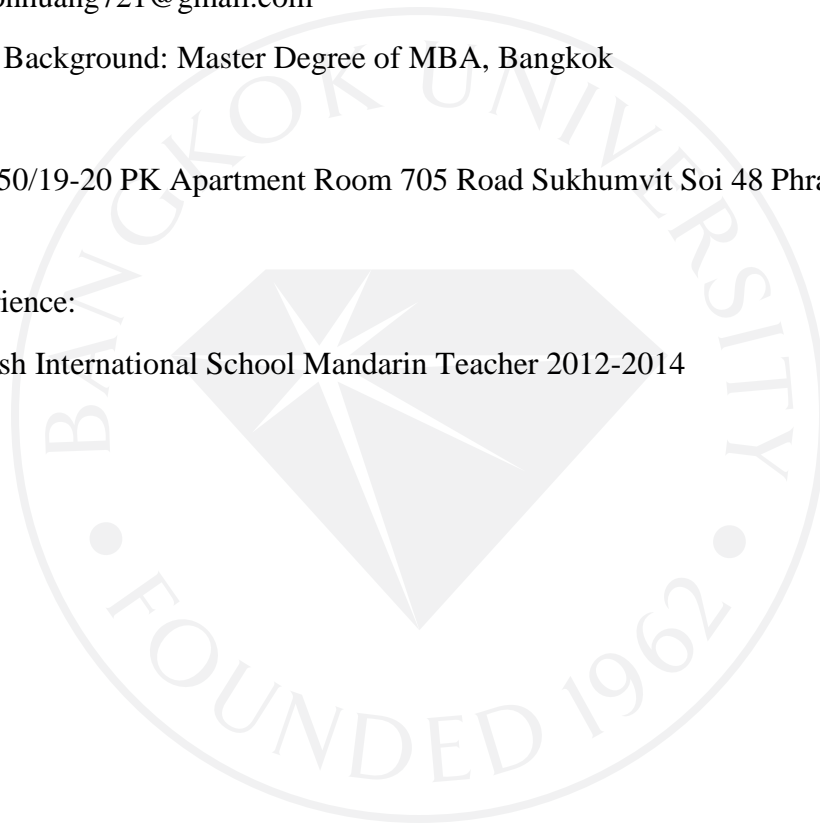 onhuang721@gmail.com
Background: Master Degree of MBA, Bangkok
50/19-20 PK Apartment Room 705 Road Sukhumvit Soi 48 Phra
ience:
sh International School Mandarin Teacher 2012-2014
BANGKOK UNIVERSITY
FOUNDED 1962